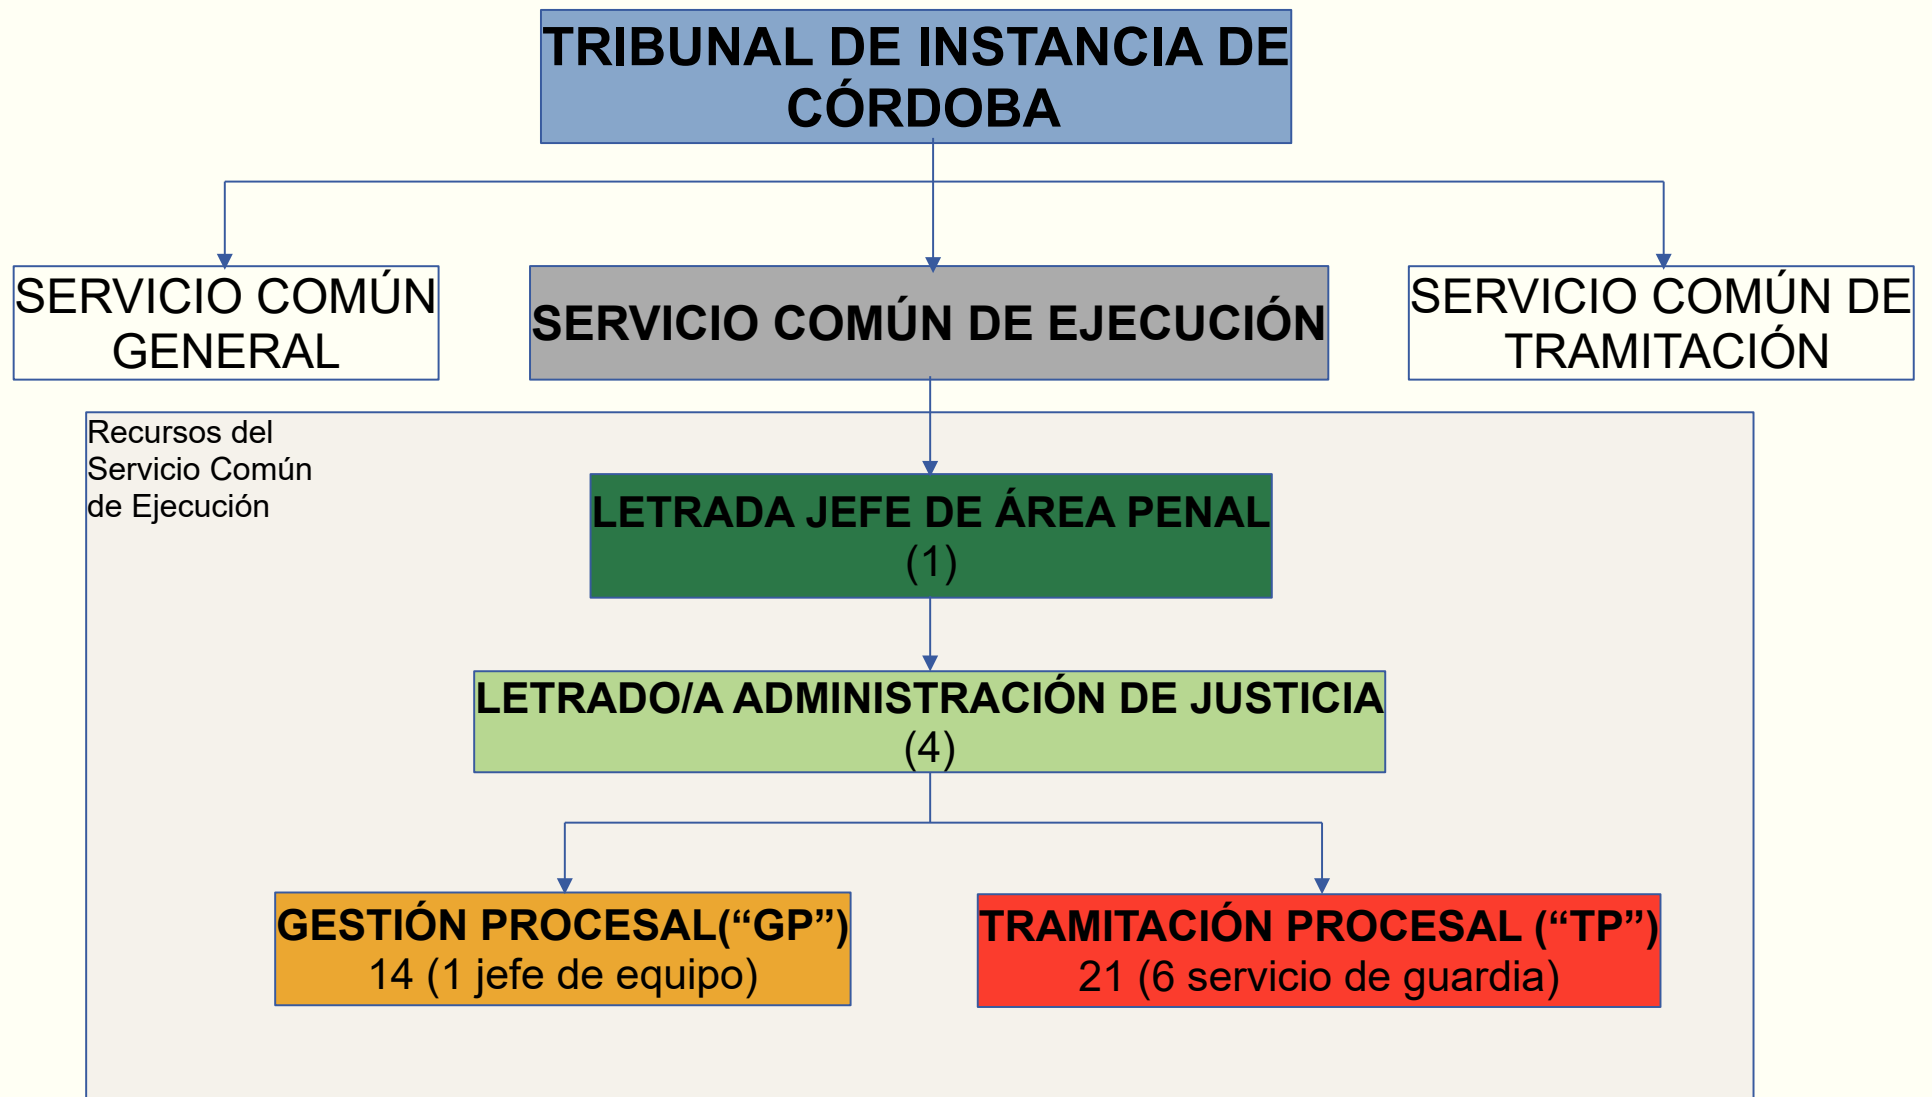 TRIBUNAL DE INSTANCIA DE
CÓRDOBA
SERVICIO COMÚN
GENERAL
SERVICIO COMÚN DE EJECUCIÓN
SERVICIO COMÚN DE
TRAMITACIÓN
Recursos del
Servicio Común
de Ejecución
LETRADA JEFE DE ÁREA PENAL
(1)
LETRADO/A ADMINISTRACIÓN DE JUSTICIA
(4)
GESTIÓN PROCESAL(“GP”)
14 (1 jefe de equipo)
TRAMITACIÓN PROCESAL (“TP”)
21 (6 servicio de guardia)